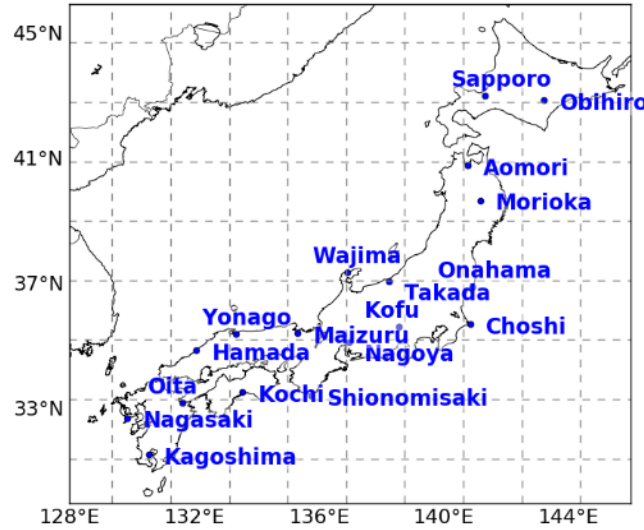 45°N
Sapporo
Obihiro
41°N
Aomori
Morioka
Wajima
Onahama
37°N
Takada
Kofu
Yonago
Choshi
Maizuru
Hamada
Nagoya
Oita
Kochi
Shionomisaki
33°N
Nagasaki
Kagoshima
128°E 132°E 136°E 140°E 144°E